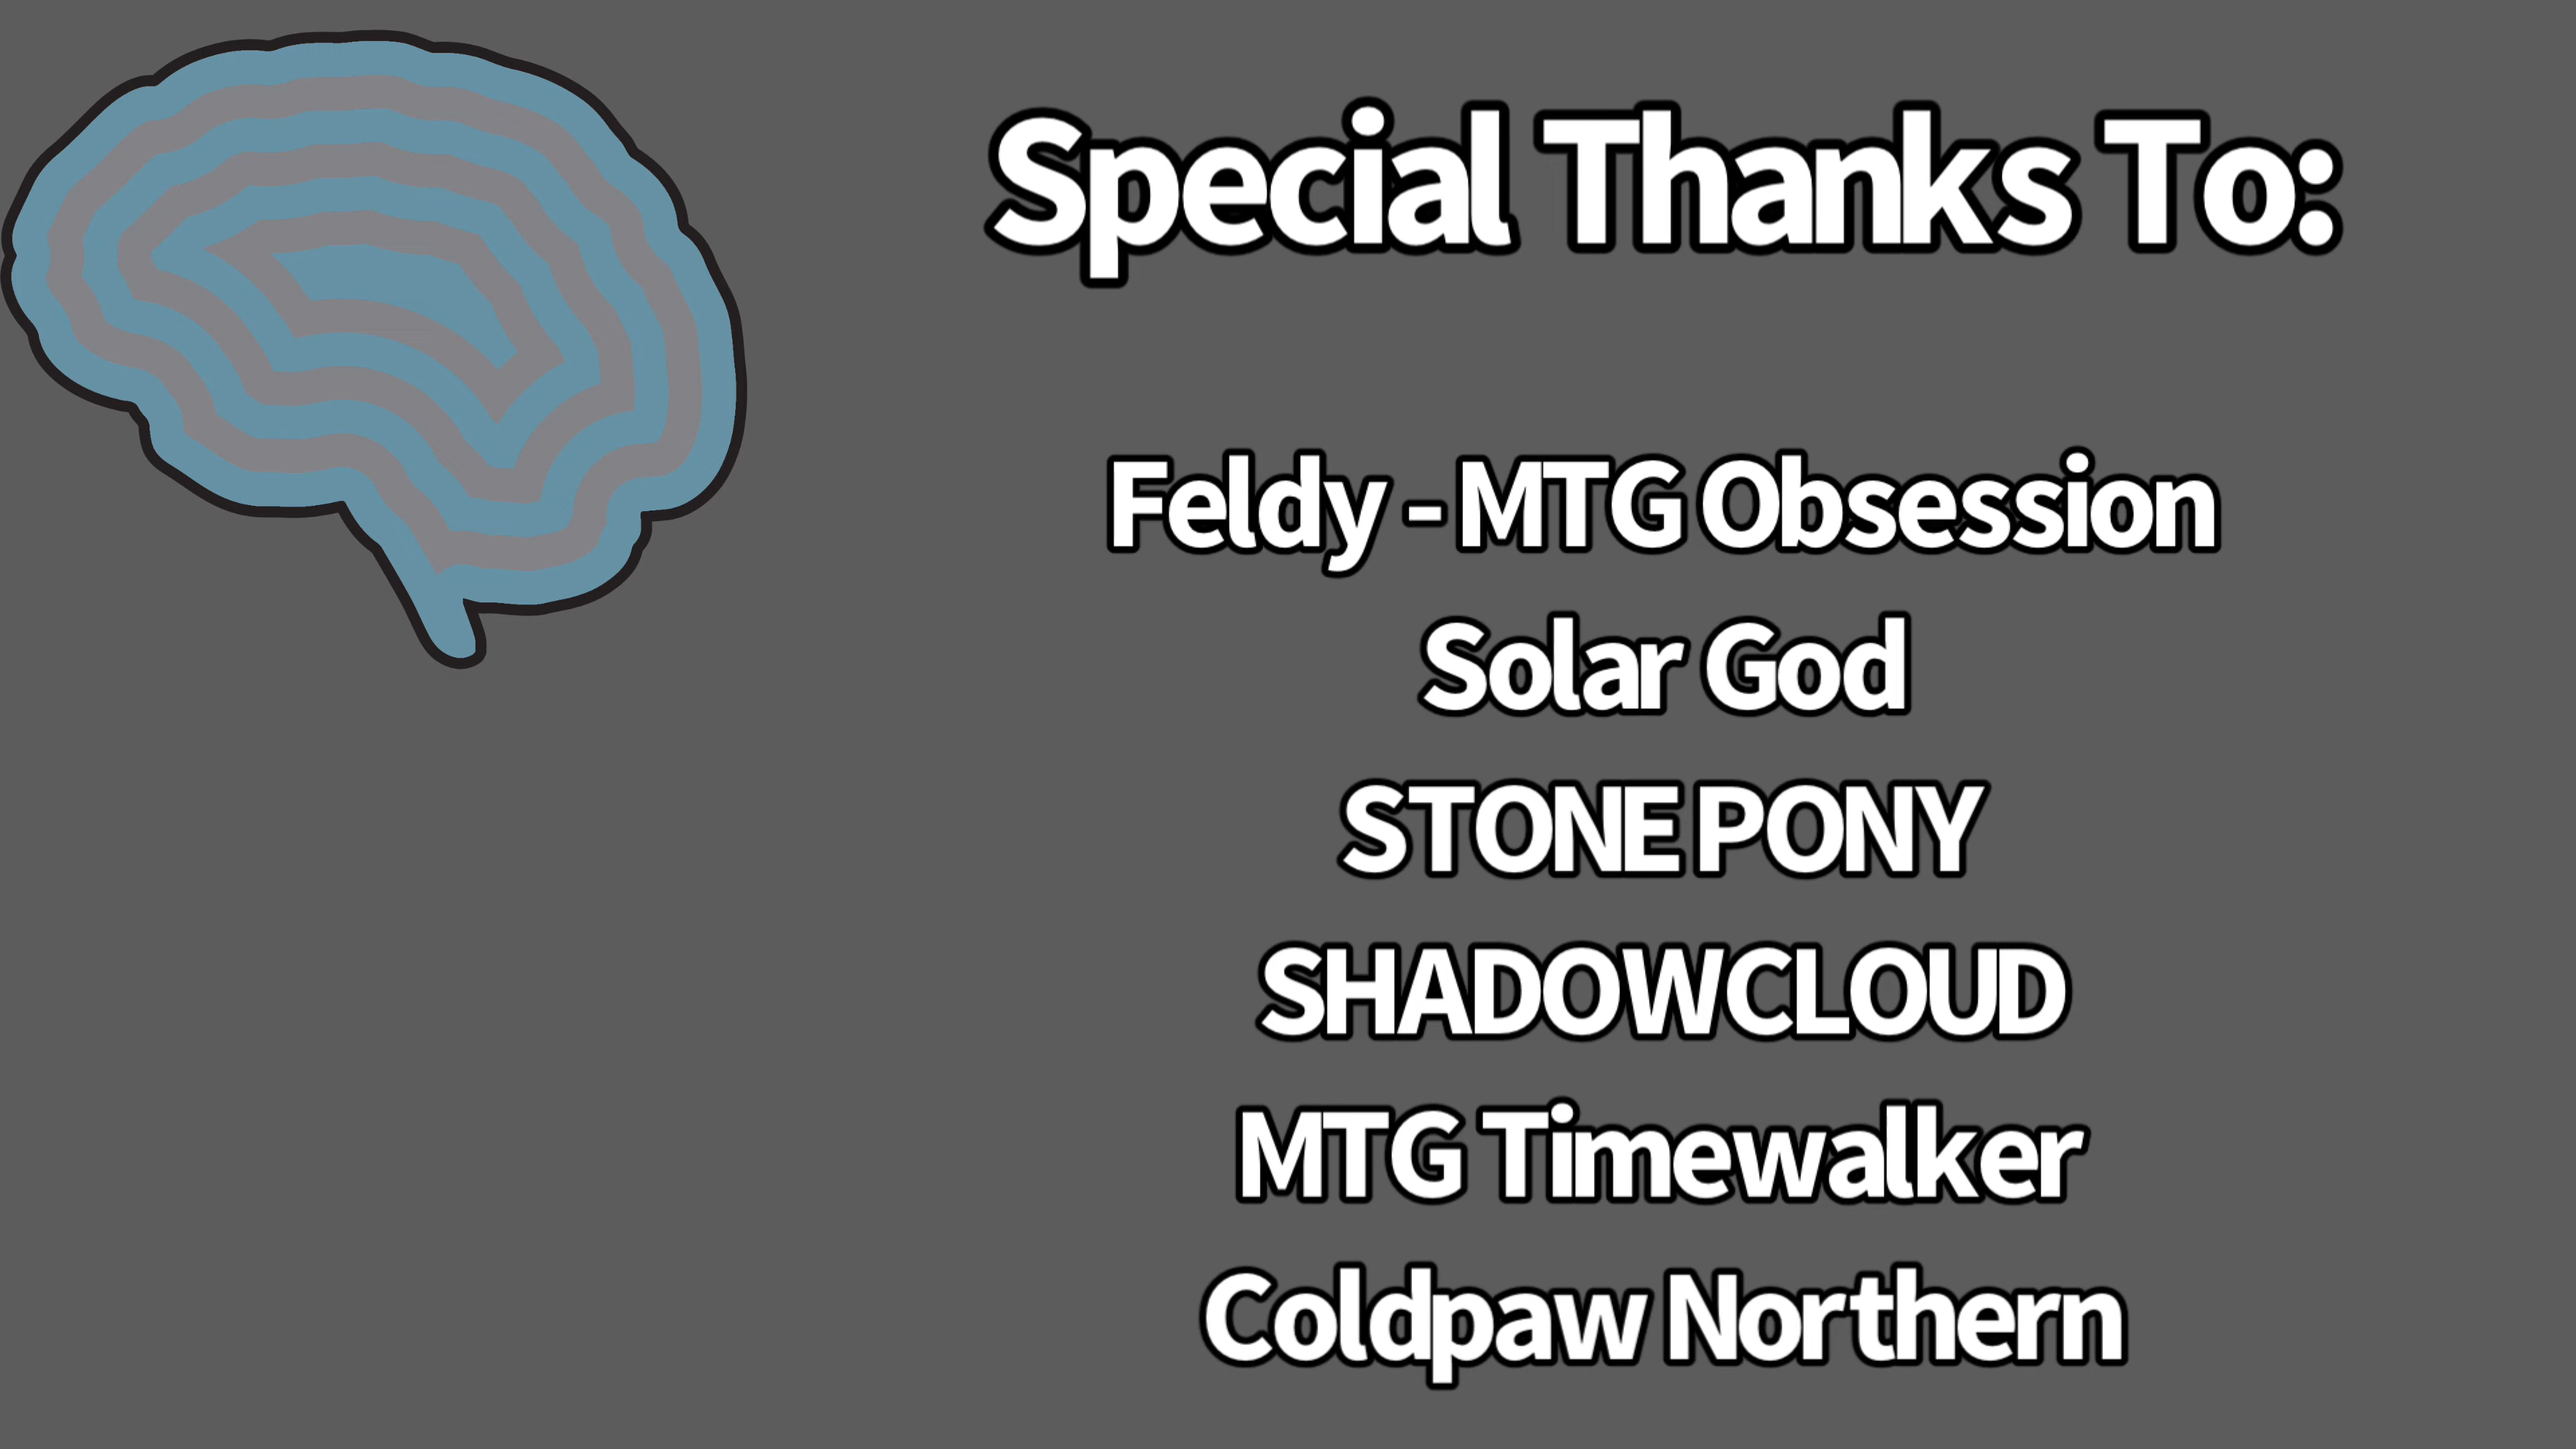 Special Thanks To:
Feldy - MTG Obsession
Solar God
STONE PONY
SHADOWCLOUD
MTG Timewalker
Coldpaw Northern